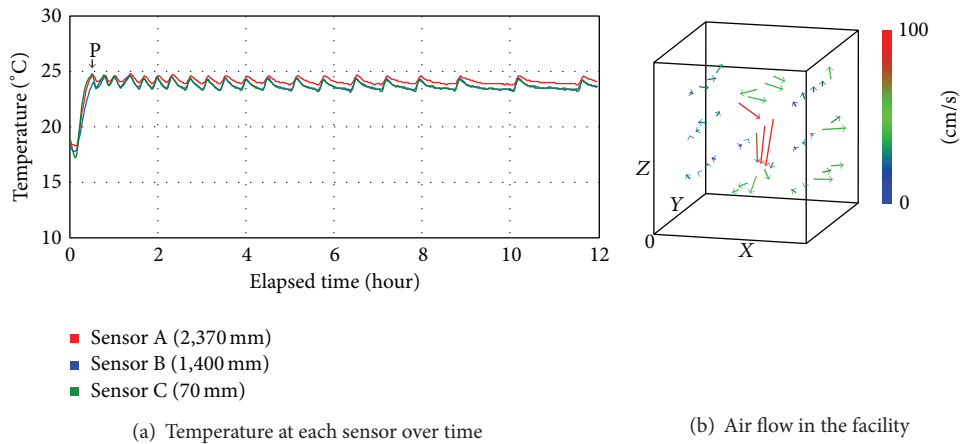 30
25
20
15
10
Temperature (°C)
P
0
2
4
6
8
10
12
Elapsed time (hour)
Sensor A (2,370 mm)
Sensor B (1,400 mm)
Sensor C (70 mm)
(a) Temperature at each sensor over time
Z
Y
X
0
100
0
(cm/s)
(b) Air flow in the facility